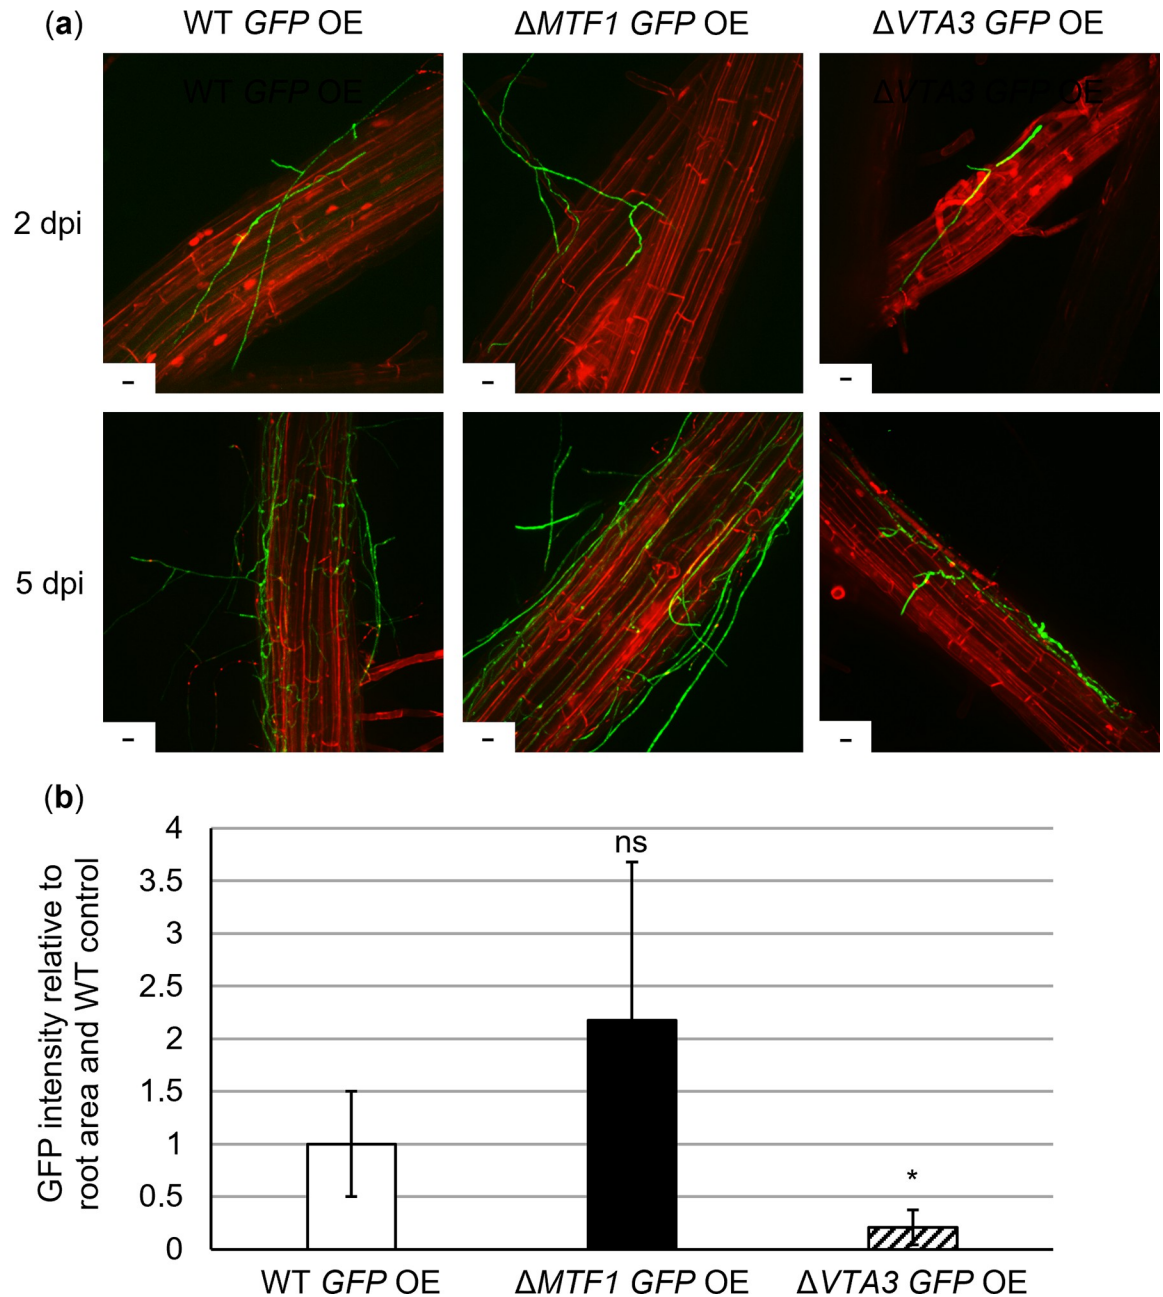 (a) WT GFP OE ΔMTF1 GFP OE ΔVTA3 GFP OE
WT GFP OE ΔVTA3 GFP OE
2 dpi
5 dpi
(b)
GFP intensity relative to
root area and WT control
4
3.5
3
2.5
2
1.5
1
0.5
0
ns
*
WT GFP OE ΔMTF1 GFP OE ΔVTA3 GFP OE